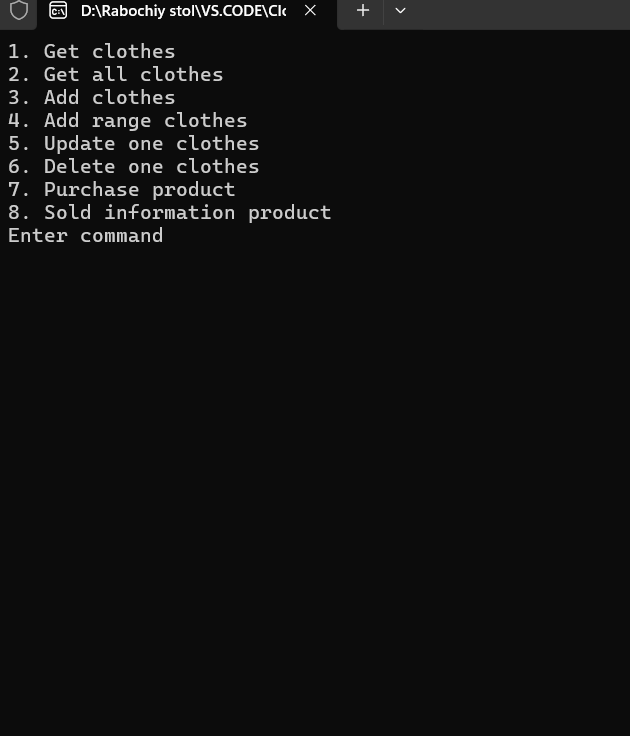 D:\Rabochiy stol\VS.CODE\Clo
1. Get clothes
2. Get all clothes
3. Add clothes
4. Add range clothes
5. Update one clothes
6. Delete one clothes
7. Purchase product
8. Sold information product
Enter command